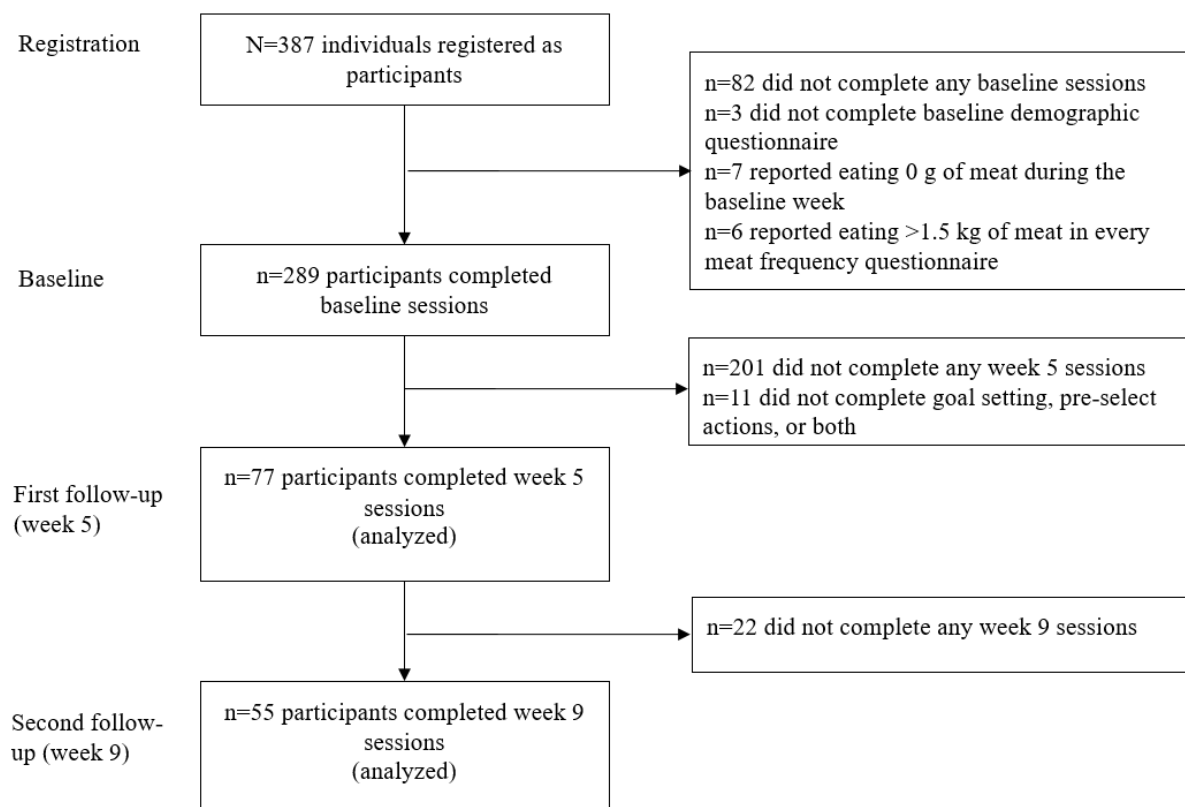 Registration
N=387 individuals registered as
participants
n=82 did not complete any baseline sessions
n=3 did not complete baseline demographic
questionnaire
n=7 reported eating 0 g of meat during the
baseline week
n=6 reported eating >1.5 kg of meat in every
meat frequency questionnaire
Baseline
n=289 participants completed
baseline sessions
n=201 did not complete any week 5 sessions
n=11 did not complete goal setting, pre-select
actions, or both
First follow-up
(week 5)
n=77 participants completed week 5
sessions
(analyzed)
n=22 did not complete any week 9 sessions
Second follow-
up (week 9)
n=55 participants completed week 9
sessions
(analyzed)